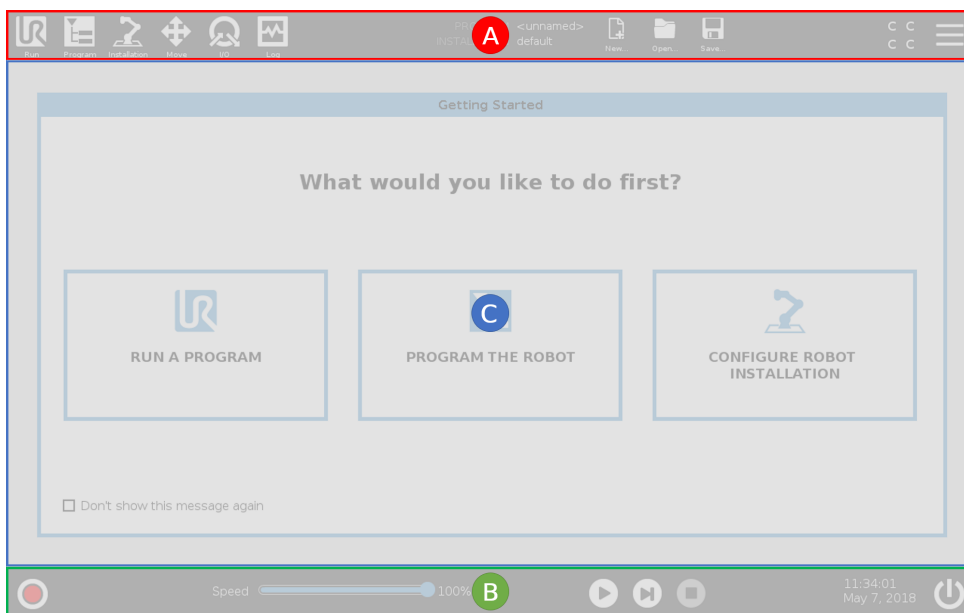 A
<unnamed>
default
C C
C C
Run
Program
Installation
Move
I/O
Log
New...
Open...
Save...
Getting Started
What would you like to do first?
C
RUN A PROGRAM
PROGRAM THE ROBOT
CONFIGURE ROBOT
INSTALLATION
Don't show this message again
Speed
100%
B
11:34:01
May 7, 2018